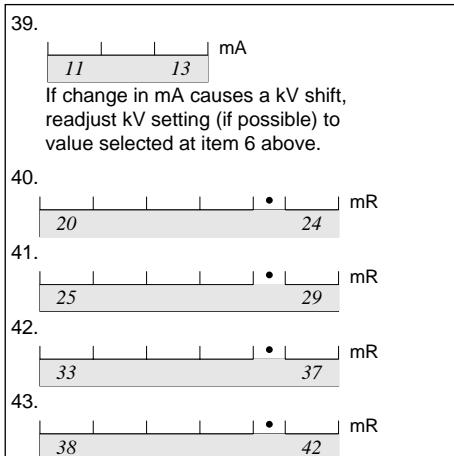 39.
mA
11 13
If change in mA causes a kV shift,
readjust kV setting (if possible) to
value selected at item 6 above.
40.
• mR
20 24
41.
• mR
25 29
42.
• mR
33 37
43.
• mR
38 42